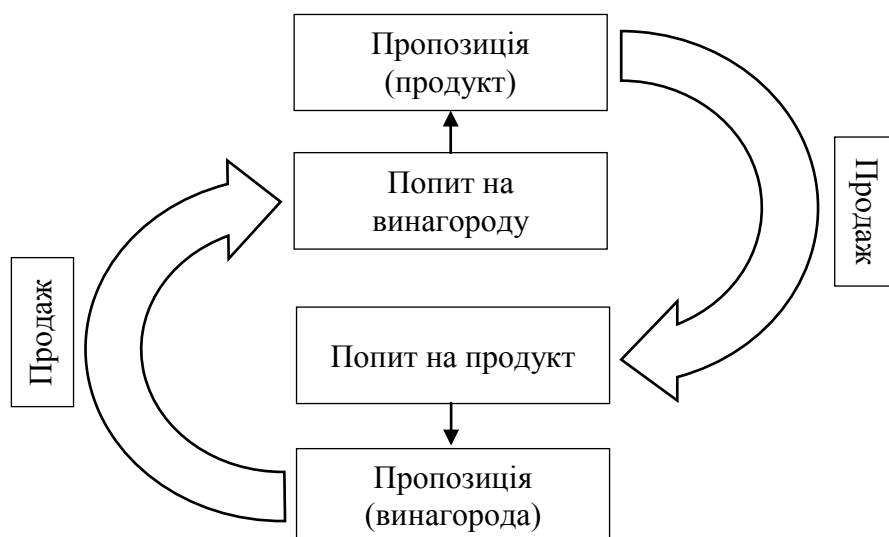 Пропозиція
(продукт)
Попит на
винагороду
Продаж
Продаж
Попит на продукт
Пропозиція
(винагорода)